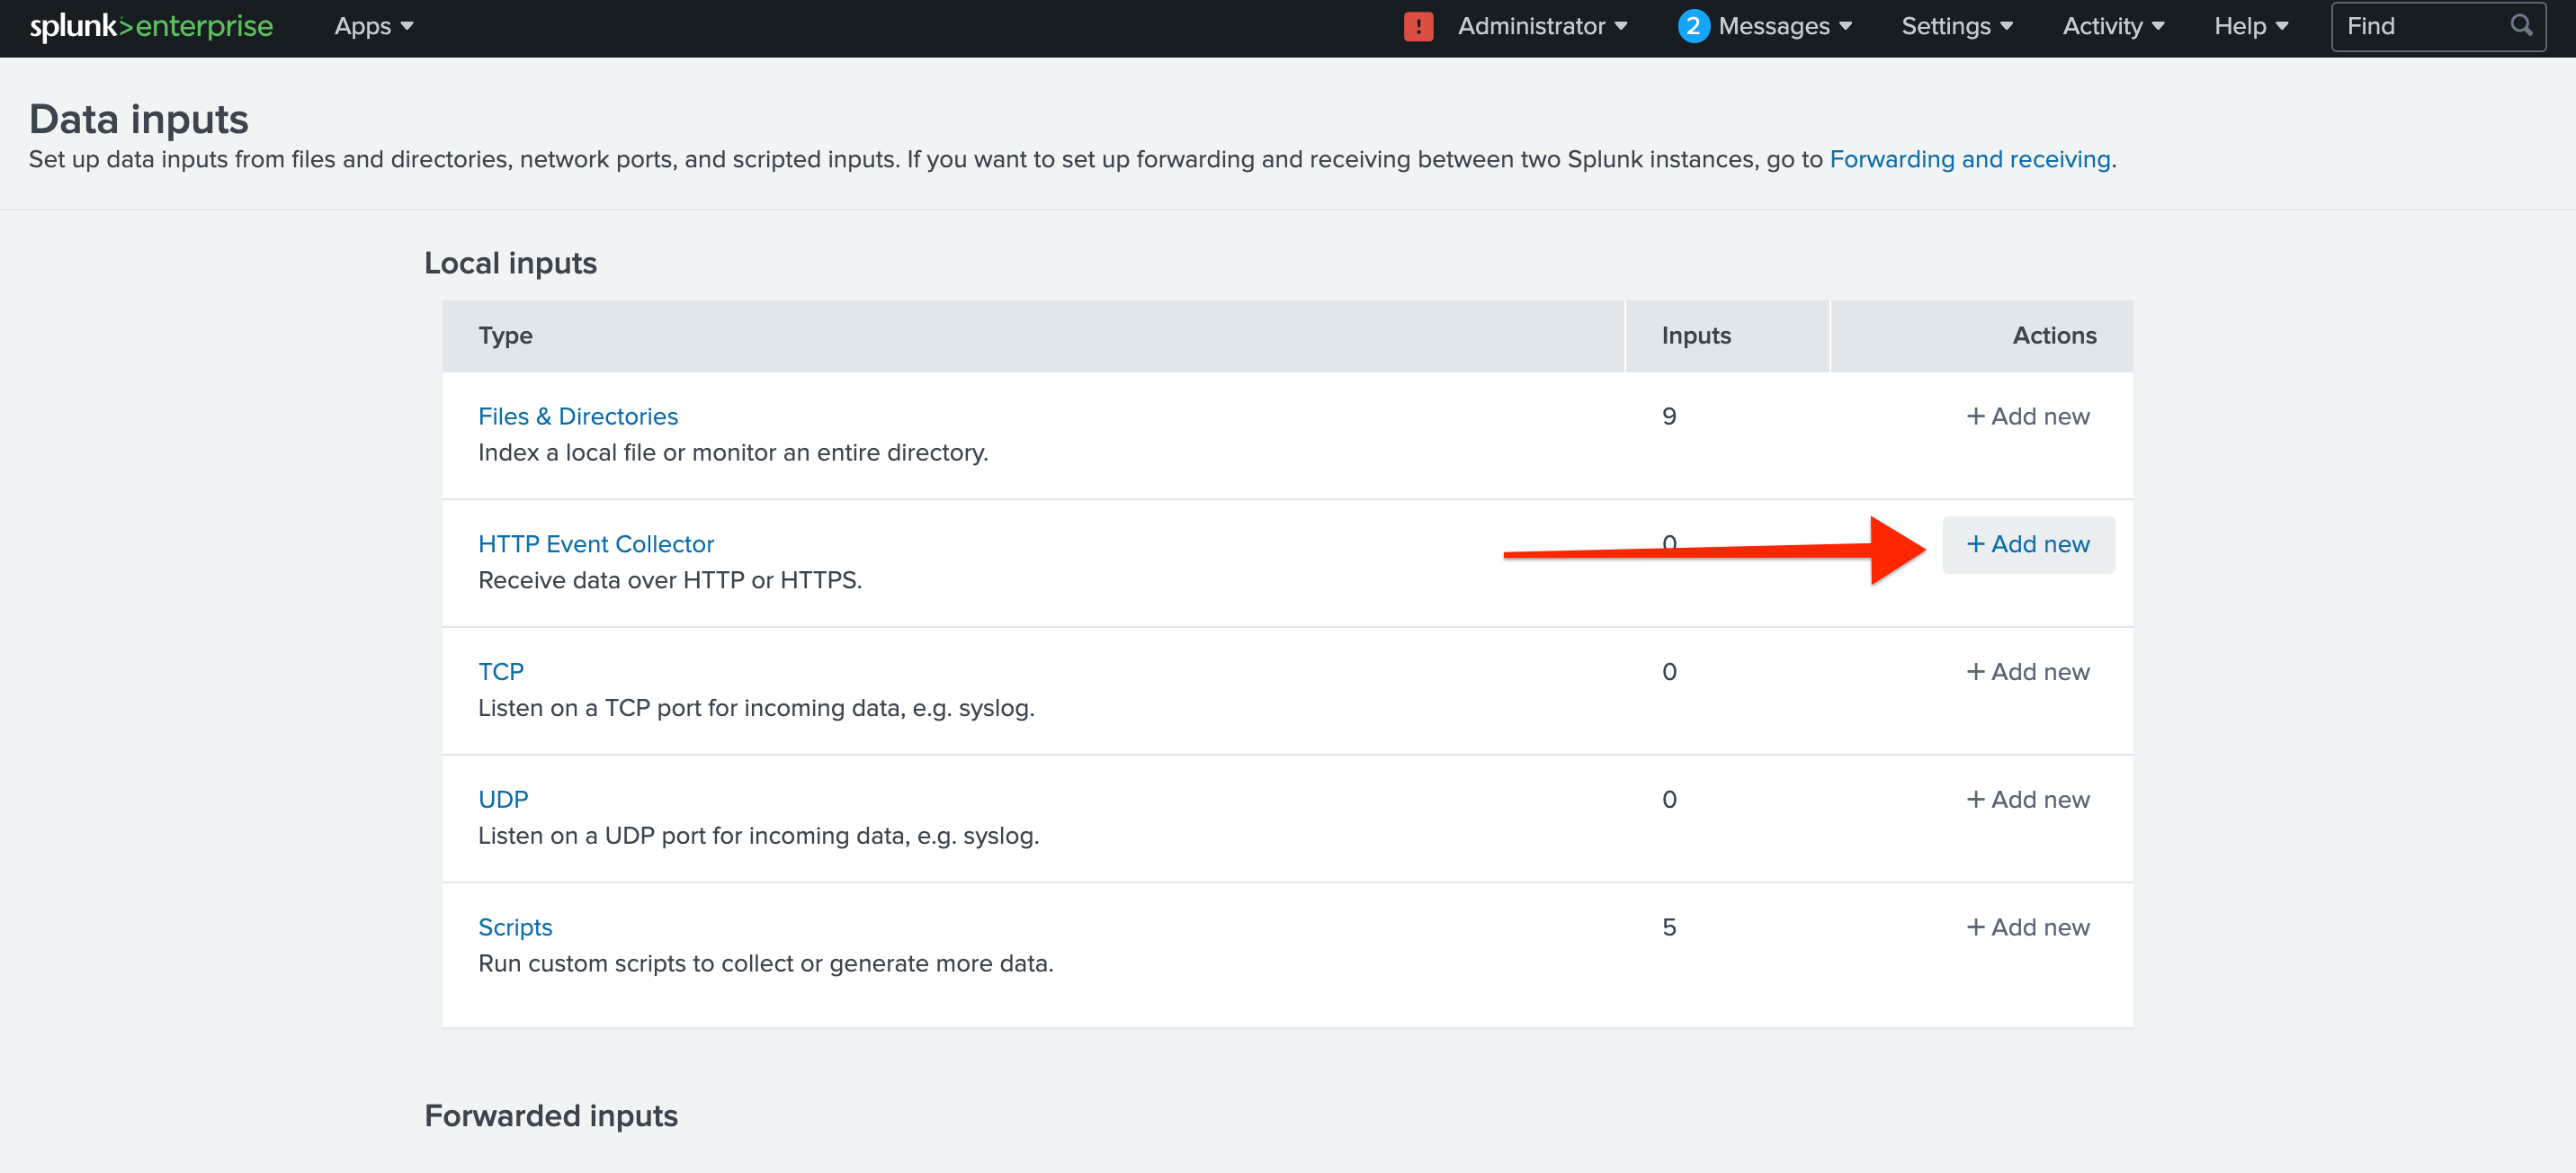 splunk>enterprise Apps ! Administrator 2 Messages Settings Activity Help Find
Data inputs
Set up data inputs from files and directories, network ports, and scripted inputs. If you want to set up forwarding and receiving between two Splunk instances, go to Forwarding and receiving.
Local inputs
Type Inputs Actions
Files & Directories 9 + Add new
Index a local file or monitor an entire directory.
HTTP Event Collector 0 + Add new
Receive data over HTTP or HTTPS.
TCP 0 + Add new
Listen on a TCP port for incoming data, e.g. syslog.
UDP 0 + Add new
Listen on a UDP port for incoming data, e.g. syslog.
Scripts 5 + Add new
Run custom scripts to collect or generate more data.
Forwarded inputs